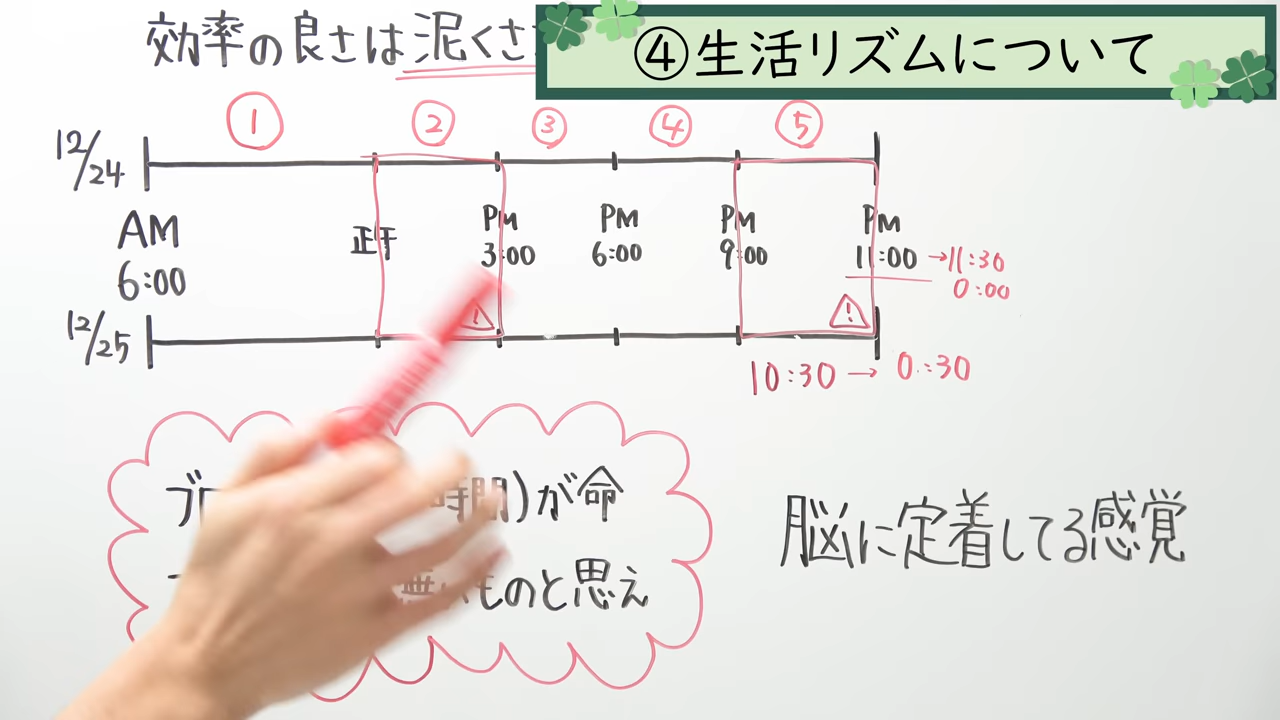 効率の良さは泥くさ
④生活リズムについて
① ② ③ ④ ⑤
12/24
AM 6:00
正午
PM 3:00
PM 6:00
PM 9:00
PM 11:00 →11:30
0:00
!
!
12/25
10:30 → 0:30
時間)が命
ものと思え
脳に定着してる感覚